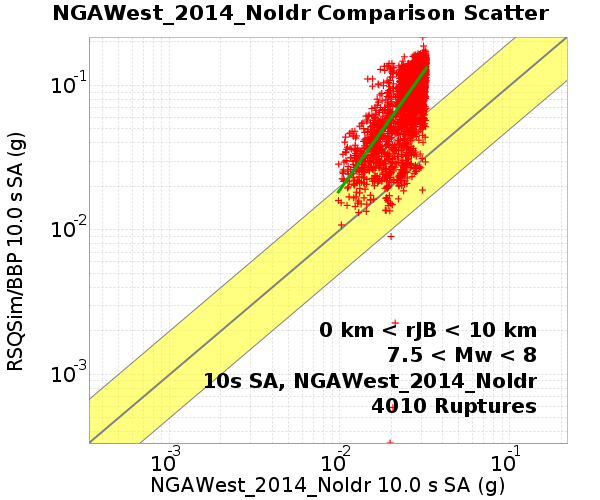 NGAWest_2014_NoIdr Comparison Scatter
RSQSim/BBP 10.0 s SA (g)
10-1
10-2
10-3
0 km < rJB < 10 km
7.5 < Mw < 8
10s SA, NGAWest_2014_NoIdr
4010 Ruptures
10-3 10-2 10-1
NGAWest_2014_NoIdr 10.0 s SA (g)